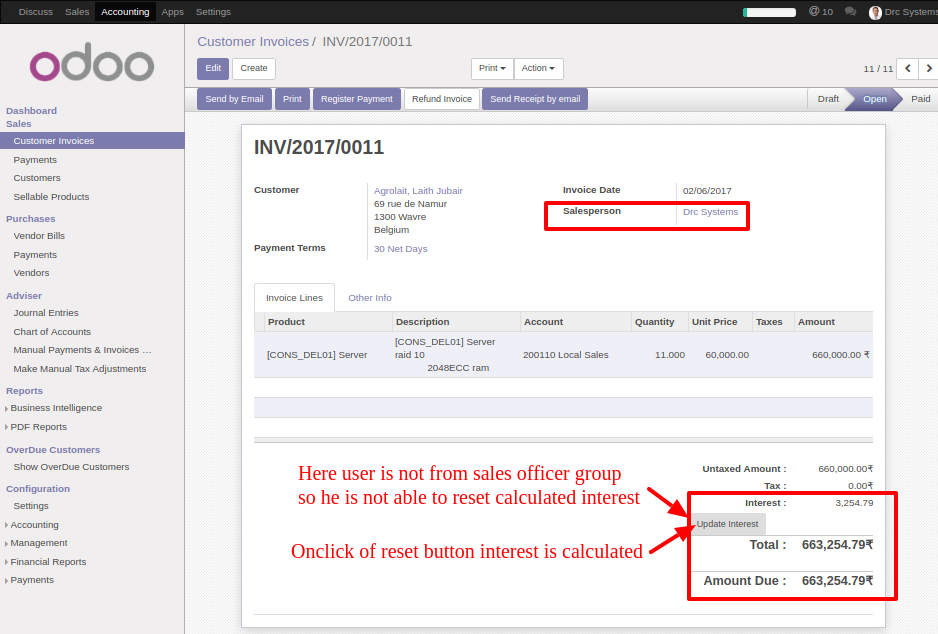 Discuss Sales Accounting Apps Settings @ 10 Drc Systems
odoo
Dashboard
Sales
Customer Invoices
Payments
Customers
Sellable Products
Purchases
Vendor Bills
Payments
Vendors
Adviser
Journal Entries
Chart of Accounts
Manual Payments & Invoices ...
Make Manual Tax Adjustments
Reports
Business Intelligence
PDF Reports
OverDue Customers
Show OverDue Customers
Configuration
Settings
Accounting
Management
Financial Reports
Payments
Customer Invoices / INV/2017/0011
Edit Create Print Action 11 / 11
Send by Email Print Register Payment Refund Invoice Send Receipt by email Draft Open Paid
INV/2017/0011
Customer Agrolait, Laith Jubair
69 rue de Namur
1300 Wavre
Belgium
Payment Terms 30 Net Days
Invoice Date 02/06/2017
Salesperson Drc Systems
Invoice Lines Other Info
Product Description Account Quantity Unit Price Taxes Amount
[CONS_DEL01] Server [CONS_DEL01] Server
raid 10
2048ECC ram 200110 Local Sales 11.000 60,000.00 660,000.00 ₹
Here user is not from sales officer group
so he is not able to reset calculated interest
Onclick of reset button interest is calculated
Untaxed Amount : 660,000.00₹
Tax : 0.00₹
Interest : 3,254.79
Update Interest
Total : 663,254.79₹
Amount Due : 663,254.79₹